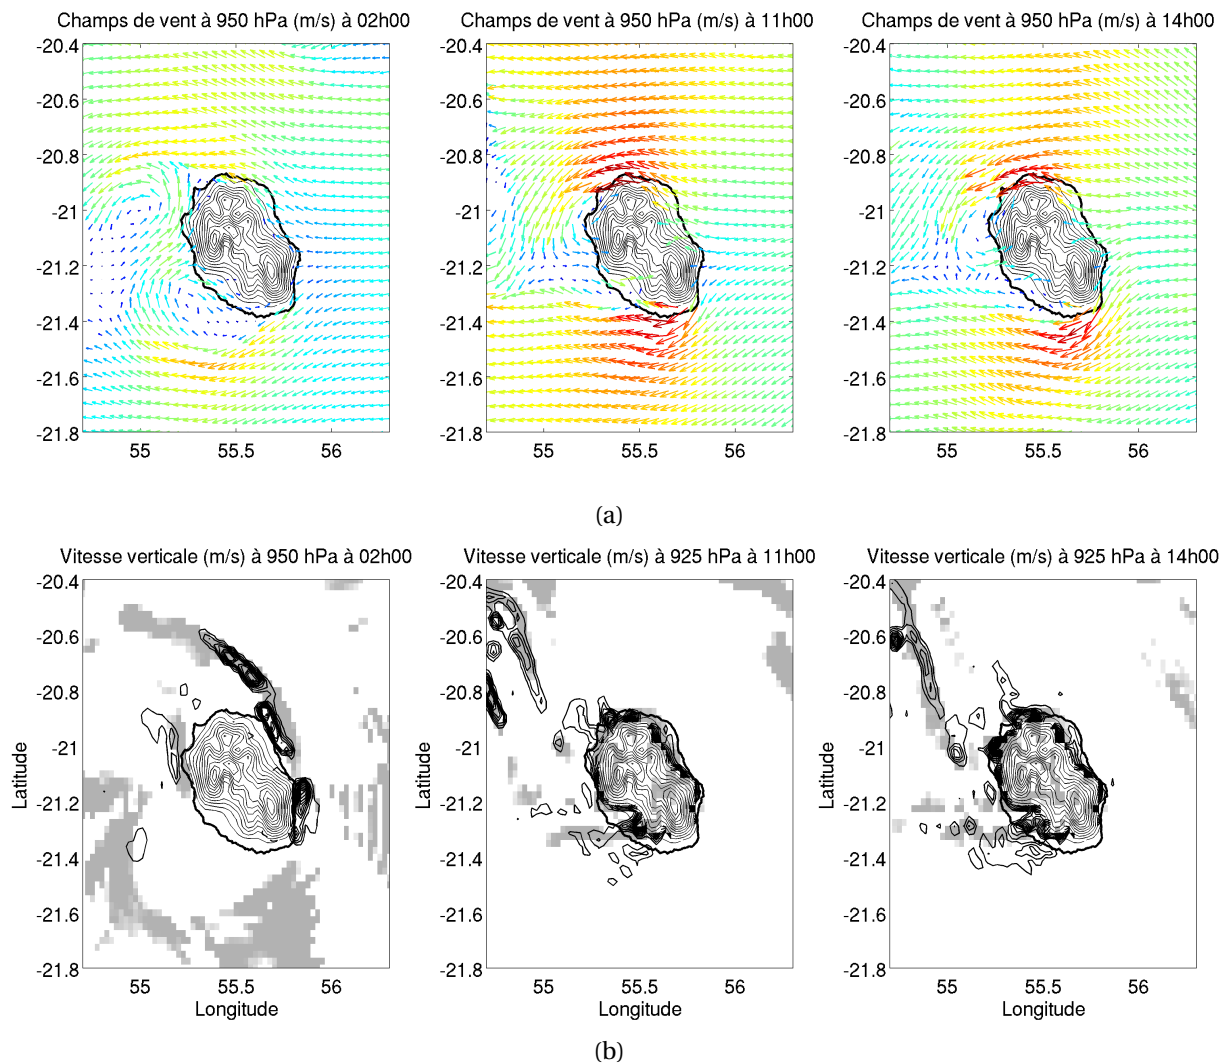 Champs de vent à 950 hPa (m/s) à 02h00
Champs de vent à 950 hPa (m/s) à 11h00
Champs de vent à 950 hPa (m/s) à 14h00
-20.4 -20.4 -20.4
-20.6 -20.6 -20.6
-20.8 -20.8 -20.8
-21 -21 -21
-21.2 -21.2 -21.2
-21.4 -21.4 -21.4
-21.6 -21.6 -21.6
-21.8 -21.8 -21.8
55 55.5 56 55 55.5 56 55 55.5 56
(a)
Vitesse verticale (m/s) à 950 hPa à 02h00
Vitesse verticale (m/s) à 925 hPa à 11h00
Vitesse verticale (m/s) à 925 hPa à 14h00
-20.4 -20.4 -20.4
-20.6 -20.6 -20.6
-20.8 -20.8 -20.8
-21 -21 -21
Latitude Latitude Latitude
-21.2 -21.2 -21.2
-21.4 -21.4 -21.4
-21.6 -21.6 -21.6
-21.8 -21.8 -21.8
55 55.5 56 55 55.5 56 55 55.5 56
Longitude Longitude Longitude
(b)